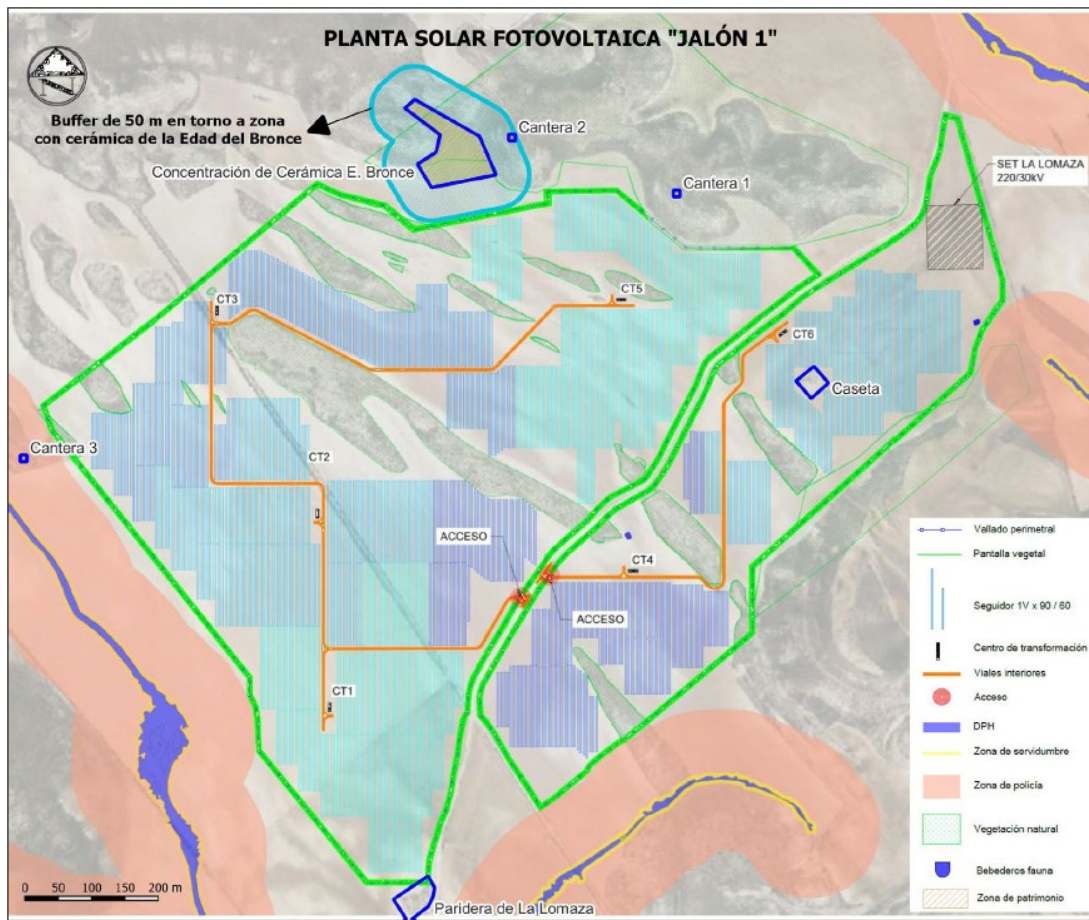 PLANTA SOLAR FOTOVOLTAICA "JALÓN 1"
Buffer de 50 m en torno a zona
con cerámica de la Edad del Bronce
Cantera 2
Concentración de Cerámica E. Bronce
Cantera 1
SET LA LOMAZA
220/30kV
CT3
CT5
CT6
Caseta
Cantera 3
CT2
ACCESO
CT4
ACCESO
CT1
Paridera de La Lomaza
0 50 100 150 200 m
Vallado perimetral
Pantalla vegetal
Seguidor 1V x 90 / 60
Centro de transformación
Viales interiores
Acceso
DPH
Zona de servidumbre
Zona de policía
Vegetación natural
Bebederos fauna
Zona de patrimonio